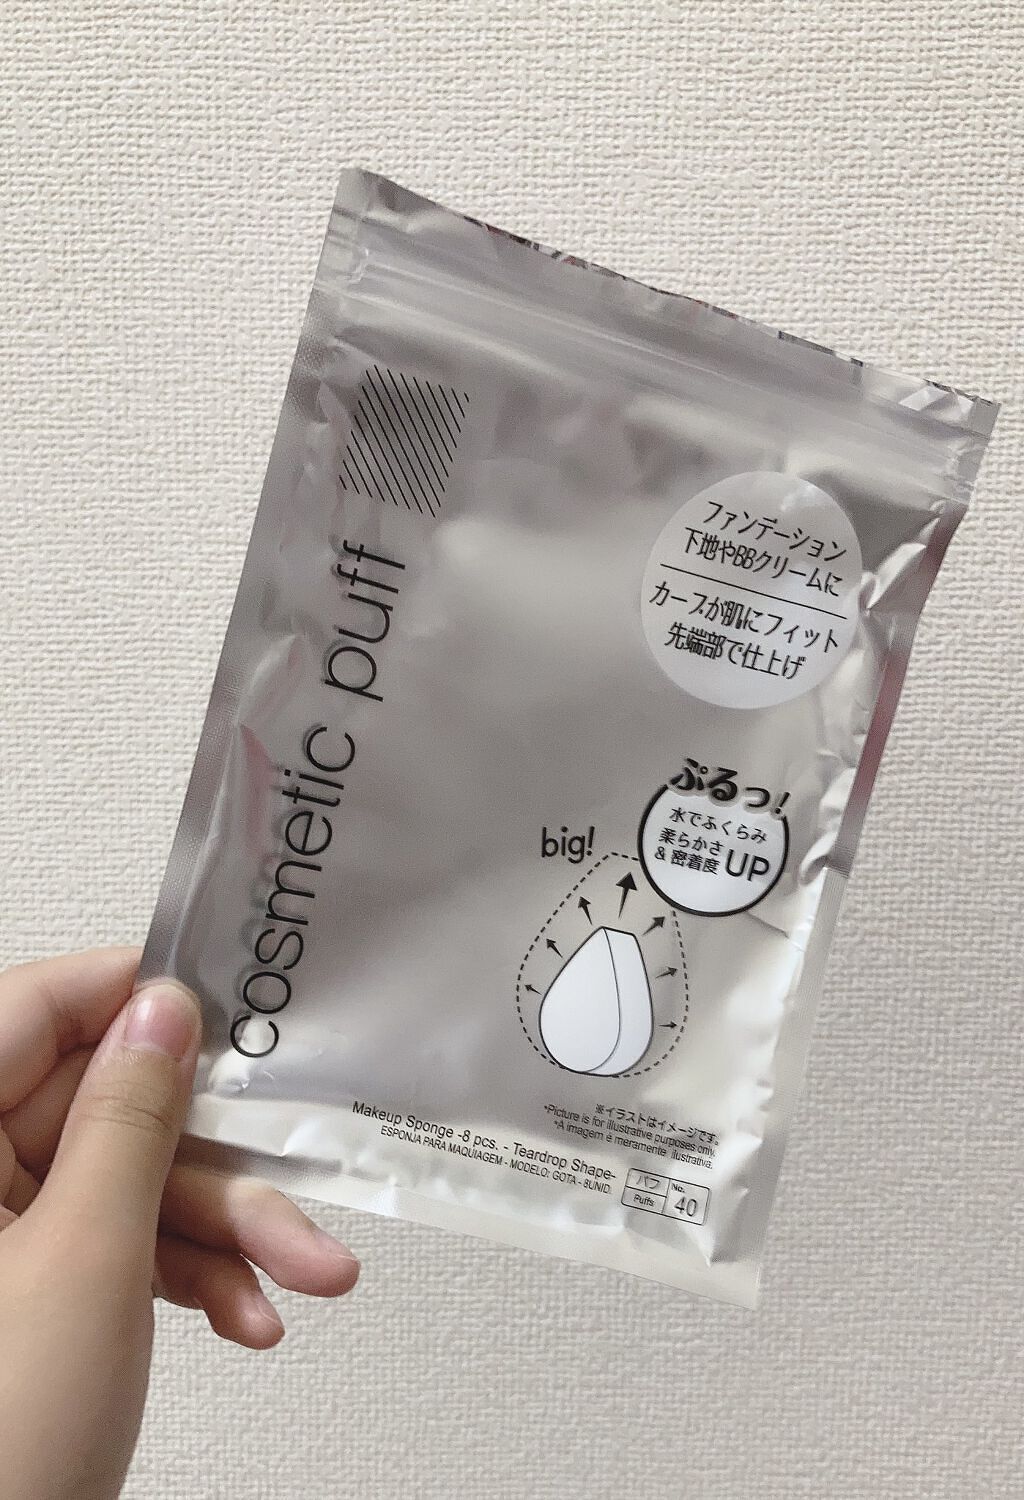 cosmetic puff
ファンデーション
下地やBBクリームに
カーブが肌にフィット
先端部で仕上げ
ぷるっ!
水でふくらみ
柔らかさ
&密着度 UP
big!
※イラストはイメージです。
*Picture is for illustrative purposes only.
*A imagem é meramente ilustrativa.
Makeup Sponge -8 pcs. - Teardrop Shape-
ESPONJA PARA MAQUIAGEM - MODELO: GOTA - 8UNID.
パフ No.
Puffs 40